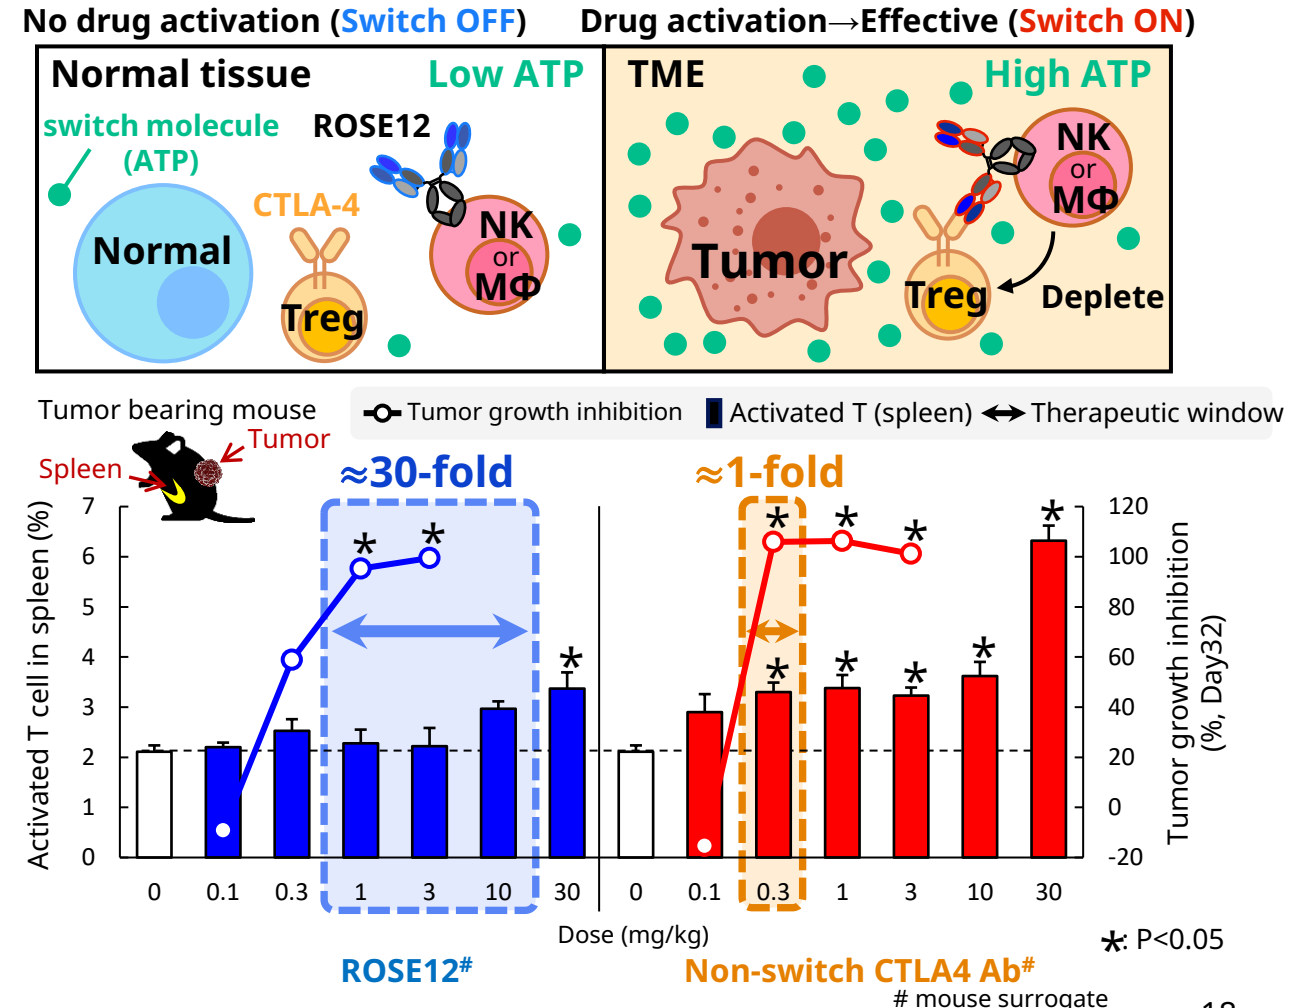 No drug activation (Switch OFF)
Drug activation→Effective (Switch ON)
Normal tissue
Low ATP
switch molecule
(ATP)
ROSE12
CTLA-4
Normal
NK
or
MΦ
Treg
TME
High ATP
NK
or
MΦ
Tumor
Treg
Deplete
Tumor bearing mouse
Tumor
Spleen
Tumor growth inhibition
Activated T (spleen)
Therapeutic window
≈30-fold
≈1-fold
Activated T cell in spleen (%)
7
6
5
4
3
2
1
0
* * *
* * *
* * * * *
120
100
80
60
40
20
0
-20
Tumor growth inhibition
(%, Day32)
0 0.1 0.3 1 3 10 30
0 0.1 0.3 1 3 10 30
Dose (mg/kg)
*: P<0.05
ROSE12#
Non-switch CTLA4 Ab#
# mouse surrogate